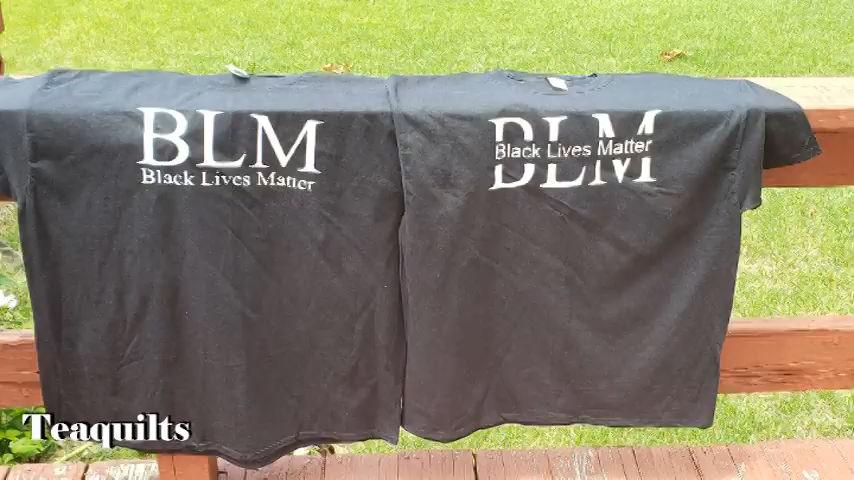 BLM
Black Lives Matter
BLM
Black Lives Matter
Teaquilts